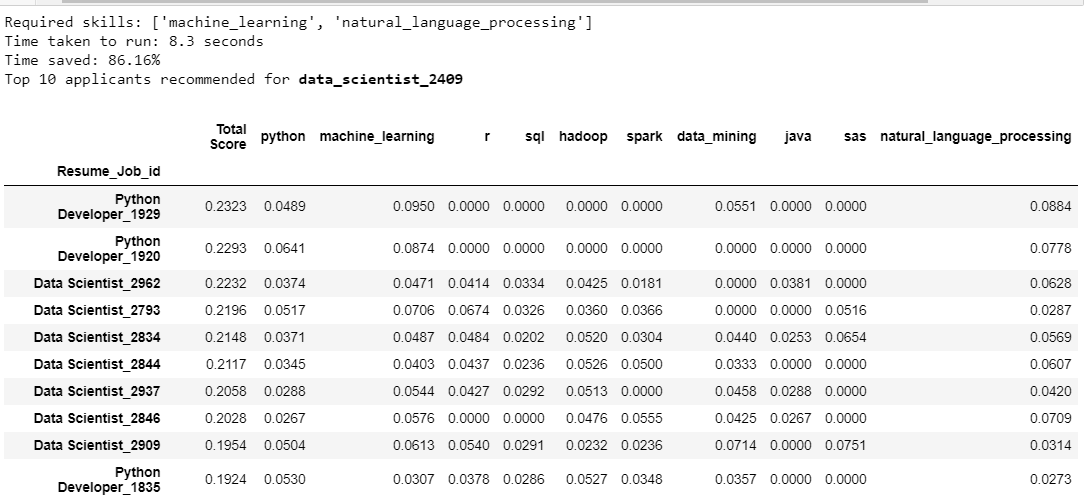 Required skills: ['machine_learning', 'natural_language_processing']
Time taken to run: 8.3 seconds
Time saved: 86.16%
Top 10 applicants recommended for data_scientist_2409
Total Score python machine_learning r sql hadoop spark data_mining java sas natural_language_processing
Resume_Job_id
Python Developer_1929 0.2323 0.0489 0.0950 0.0000 0.0000 0.0000 0.0000 0.0551 0.0000 0.0000 0.0884
Python Developer_1920 0.2293 0.0641 0.0874 0.0000 0.0000 0.0000 0.0000 0.0000 0.0000 0.0000 0.0778
Data Scientist_2962 0.2232 0.0374 0.0471 0.0414 0.0334 0.0425 0.0181 0.0000 0.0381 0.0000 0.0628
Data Scientist_2793 0.2196 0.0517 0.0706 0.0674 0.0326 0.0360 0.0366 0.0000 0.0000 0.0516 0.0287
Data Scientist_2834 0.2148 0.0371 0.0487 0.0484 0.0202 0.0520 0.0304 0.0440 0.0253 0.0654 0.0569
Data Scientist_2844 0.2117 0.0345 0.0403 0.0437 0.0236 0.0526 0.0500 0.0333 0.0000 0.0000 0.0607
Data Scientist_2937 0.2058 0.0288 0.0544 0.0427 0.0292 0.0513 0.0000 0.0458 0.0288 0.0000 0.0420
Data Scientist_2846 0.2028 0.0267 0.0576 0.0000 0.0000 0.0476 0.0555 0.0425 0.0267 0.0000 0.0709
Data Scientist_2909 0.1954 0.0504 0.0613 0.0540 0.0291 0.0232 0.0236 0.0714 0.0000 0.0751 0.0314
Python Developer_1835 0.1924 0.0530 0.0307 0.0378 0.0286 0.0527 0.0348 0.0357 0.0000 0.0000 0.0273